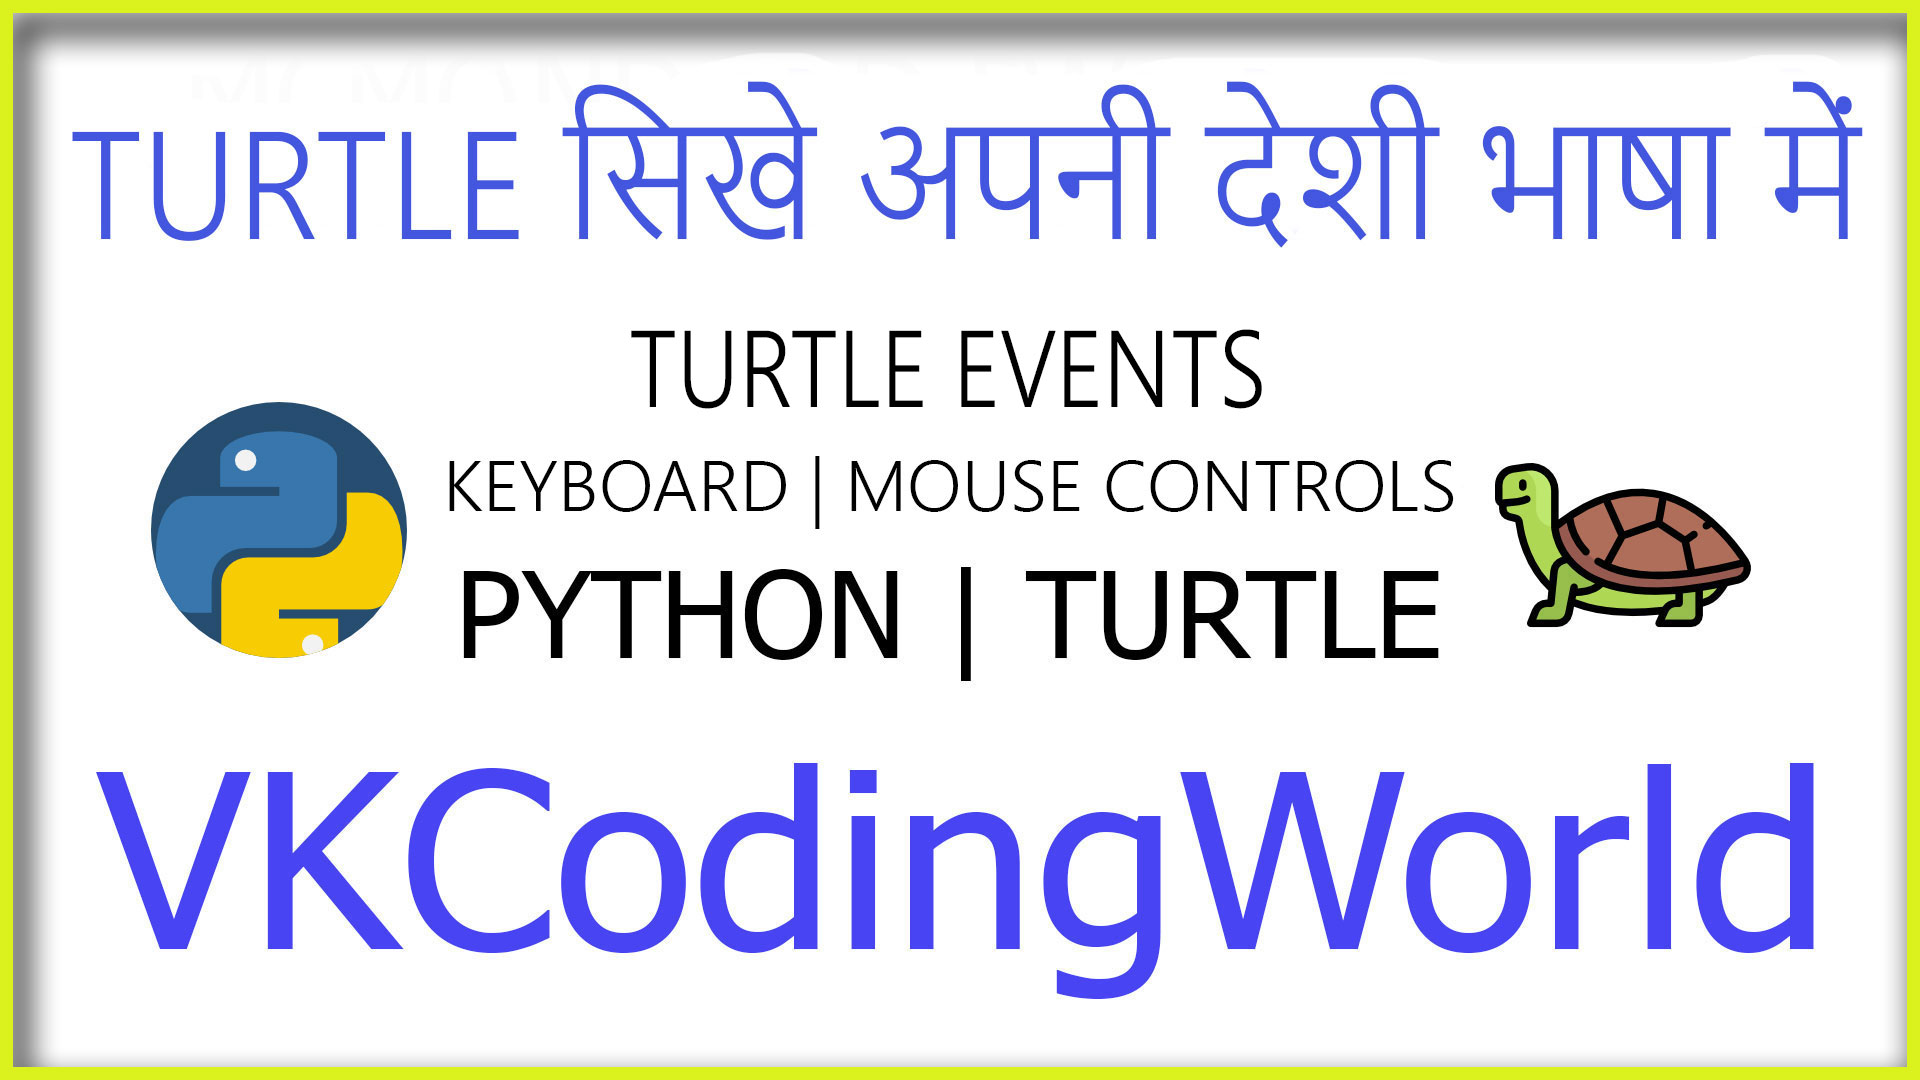 TURTLE सिखे अपनी देशी भाषा में
TURTLE EVENTS
KEYBOARD | MOUSE CONTROLS
PYTHON | TURTLE
VKCodingWorld